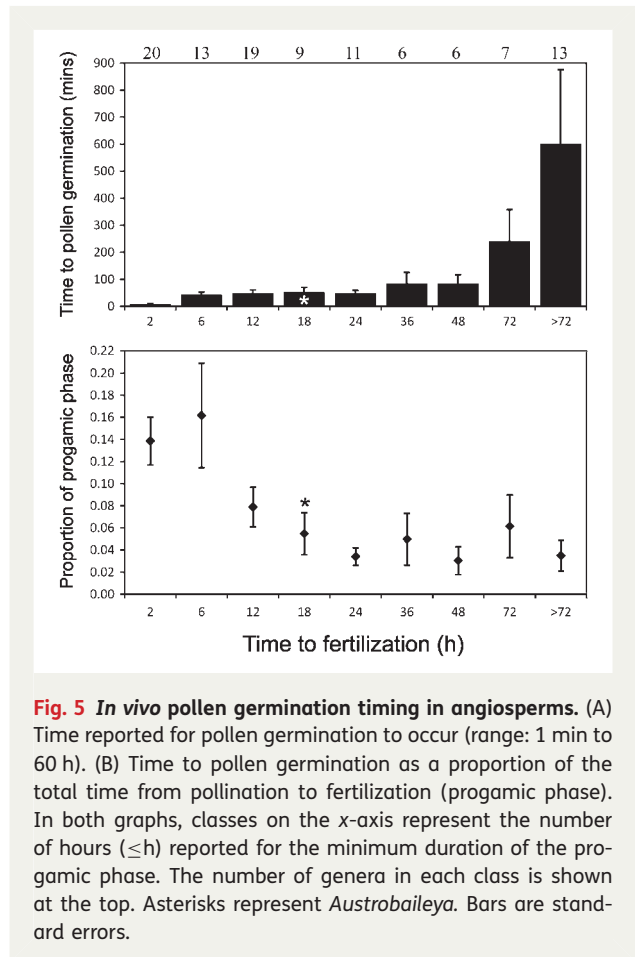 20 13 19 9 11 6 6 7 13
Time to pollen germination (mins)
900
800
700
600
500
400
300
200
100
0
*
2 6 12 18 24 36 48 72 >72
Proportion of progamic phase
0.22
0.20
0.18
0.16
0.14
0.12
0.10
0.08
0.06
0.04
0.02
0.00
*
2 6 12 18 24 36 48 72 >72
Time to fertilization (h)
Fig. 5 In vivo pollen germination timing in angiosperms. (A)
Time reported for pollen germination to occur (range: 1 min to
60 h). (B) Time to pollen germination as a proportion of the
total time from pollination to fertilization (progamic phase).
In both graphs, classes on the x-axis represent the number
of hours (≤h) reported for the minimum duration of the pro-
gamic phase. The number of genera in each class is shown
at the top. Asterisks represent Austrobaileya. Bars are stand-
ard errors.